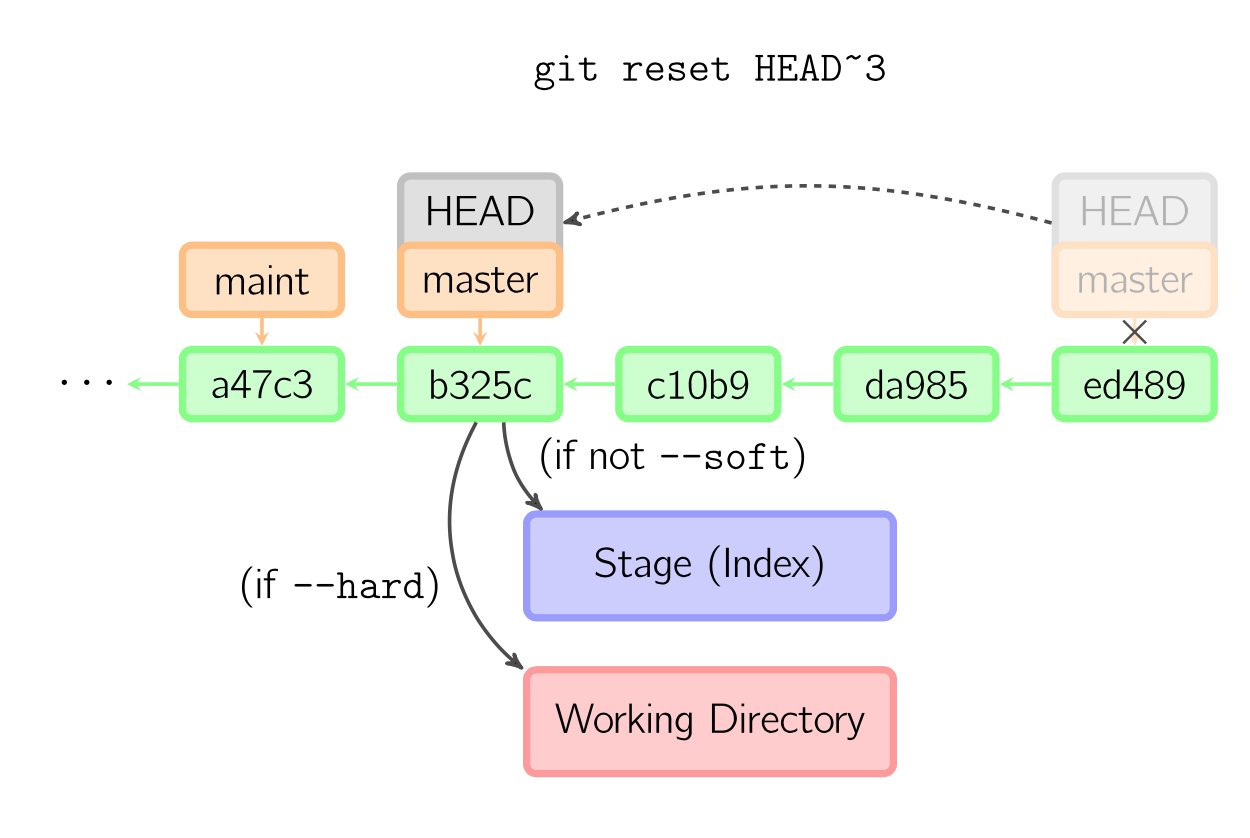 git reset HEAD~3
HEAD HEAD
maint master master
... a47c3 b325c c10b9 da985 ed489
(if not --soft)
Stage (Index)
(if --hard)
Working Directory